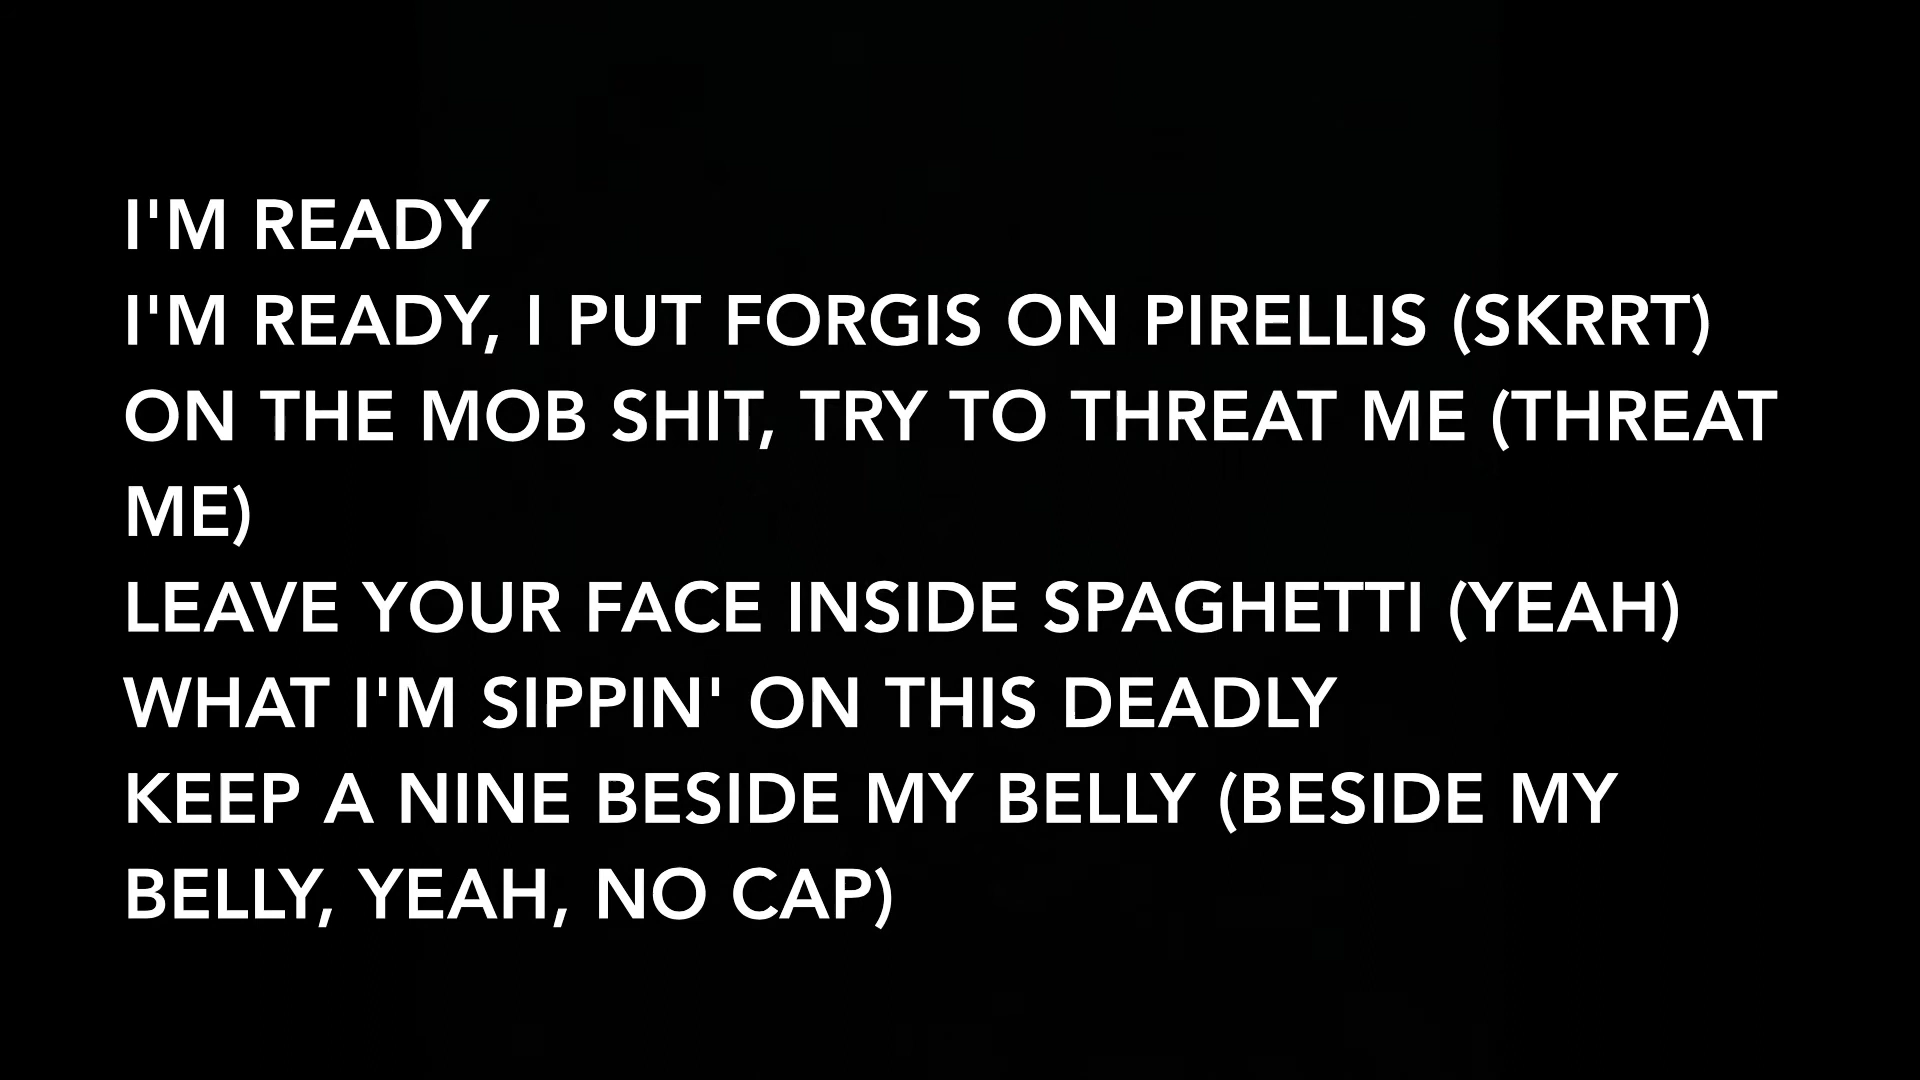 I'M READY
I'M READY, I PUT FORGIS ON PIRELLIS (SKRRT)
ON THE MOB SHIT, TRY TO THREAT ME (THREAT
ME)
LEAVE YOUR FACE INSIDE SPAGHETTI (YEAH)
WHAT I'M SIPPIN' ON THIS DEADLY
KEEP A NINE BESIDE MY BELLY (BESIDE MY
BELLY, YEAH, NO CAP)